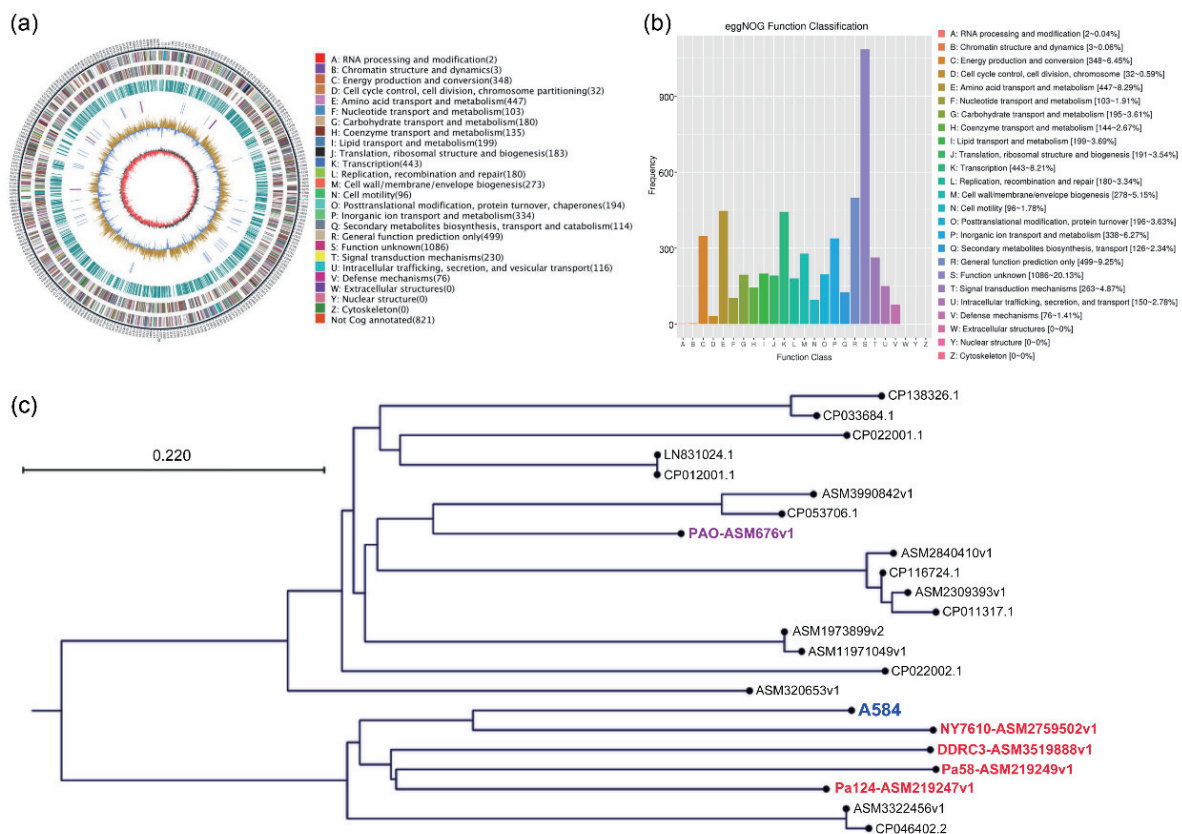 (a)
A: RNA processing and modification(2)
B: Chromatin structure and dynamics(3)
C: Energy production and conversion(348)
D: Cell cycle control, cell division, chromosome partitioning(32)
E: Amino acid transport and metabolism(447)
F: Nucleotide transport and metabolism(103)
G: Carbohydrate transport and metabolism(180)
H: Coenzyme transport and metabolism(135)
I: Lipid transport and metabolism(199)
J: Translation, ribosomal structure and biogenesis(183)
K: Transcription(443)
L: Replication, recombination and repair(180)
M: Cell wall/membrane/envelope biogenesis(273)
N: Cell motility(96)
O: Posttranslational modification, protein turnover, chaperones(194)
P: Inorganic ion transport and metabolism(334)
Q: Secondary metabolites biosynthesis, transport and catabolism(114)
R: General function prediction only(499)
S: Function unknown(1086)
T: Signal transduction mechanisms(230)
U: Intracellular trafficking, secretion, and vesicular transport(116)
V: Defense mechanisms(76)
W: Extracellular structures(0)
Y: Nuclear structure(0)
Z: Cytoskeleton(0)
Not Cog annotated(821)
(b)
eggNOG Function Classification
Frequency
900
600
300
0
A B C D E F G H I J K L M N O P Q R S T U V W Y Z
Function Class
A: RNA processing and modification [2~0.04%]
B: Chromatin structure and dynamics [3~0.06%]
C: Energy production and conversion [348~6.45%]
D: Cell cycle control, cell division, chromosome [32~0.59%]
E: Amino acid transport and metabolism [447~8.29%]
F: Nucleotide transport and metabolism [103~1.91%]
G: Carbohydrate transport and metabolism [195~3.61%]
H: Coenzyme transport and metabolism [144~2.67%]
I: Lipid transport and metabolism [199~3.69%]
J: Translation, ribosomal structure and biogenesis [191~3.54%]
K: Transcription [443~8.21%]
L: Replication, recombination and repair [180~3.34%]
M: Cell wall/membrane/envelope biogenesis [278~5.15%]
N: Cell motility [96~1.78%]
O: Posttranslational modification, protein turnover [196~3.63%]
P: Inorganic ion transport and metabolism [338~6.27%]
Q: Secondary metabolites biosynthesis, transport [126~2.34%]
R: General function prediction only [499~9.25%]
S: Function unknown [1086~20.13%]
T: Signal transduction mechanisms [263~4.87%]
U: Intracellular trafficking, secretion, and transport [150~2.78%]
V: Defense mechanisms [76~1.41%]
W: Extracellular structures [0~0%]
Y: Nuclear structure [0~0%]
Z: Cytoskeleton [0~0%]
(c)
0.220
CP138326.1
CP033684.1
CP022001.1
LN831024.1
CP012001.1
ASM3990842v1
CP053706.1
PAO-ASM676v1
ASM2840410v1
CP116724.1
ASM2309393v1
CP011317.1
ASM1973899v2
ASM11971049v1
CP022002.1
ASM320653v1
A584
NY7610-ASM2759502v1
DDRC3-ASM3519888v1
Pa58-ASM219249v1
Pa124-ASM219247v1
ASM3322456v1
CP046402.2